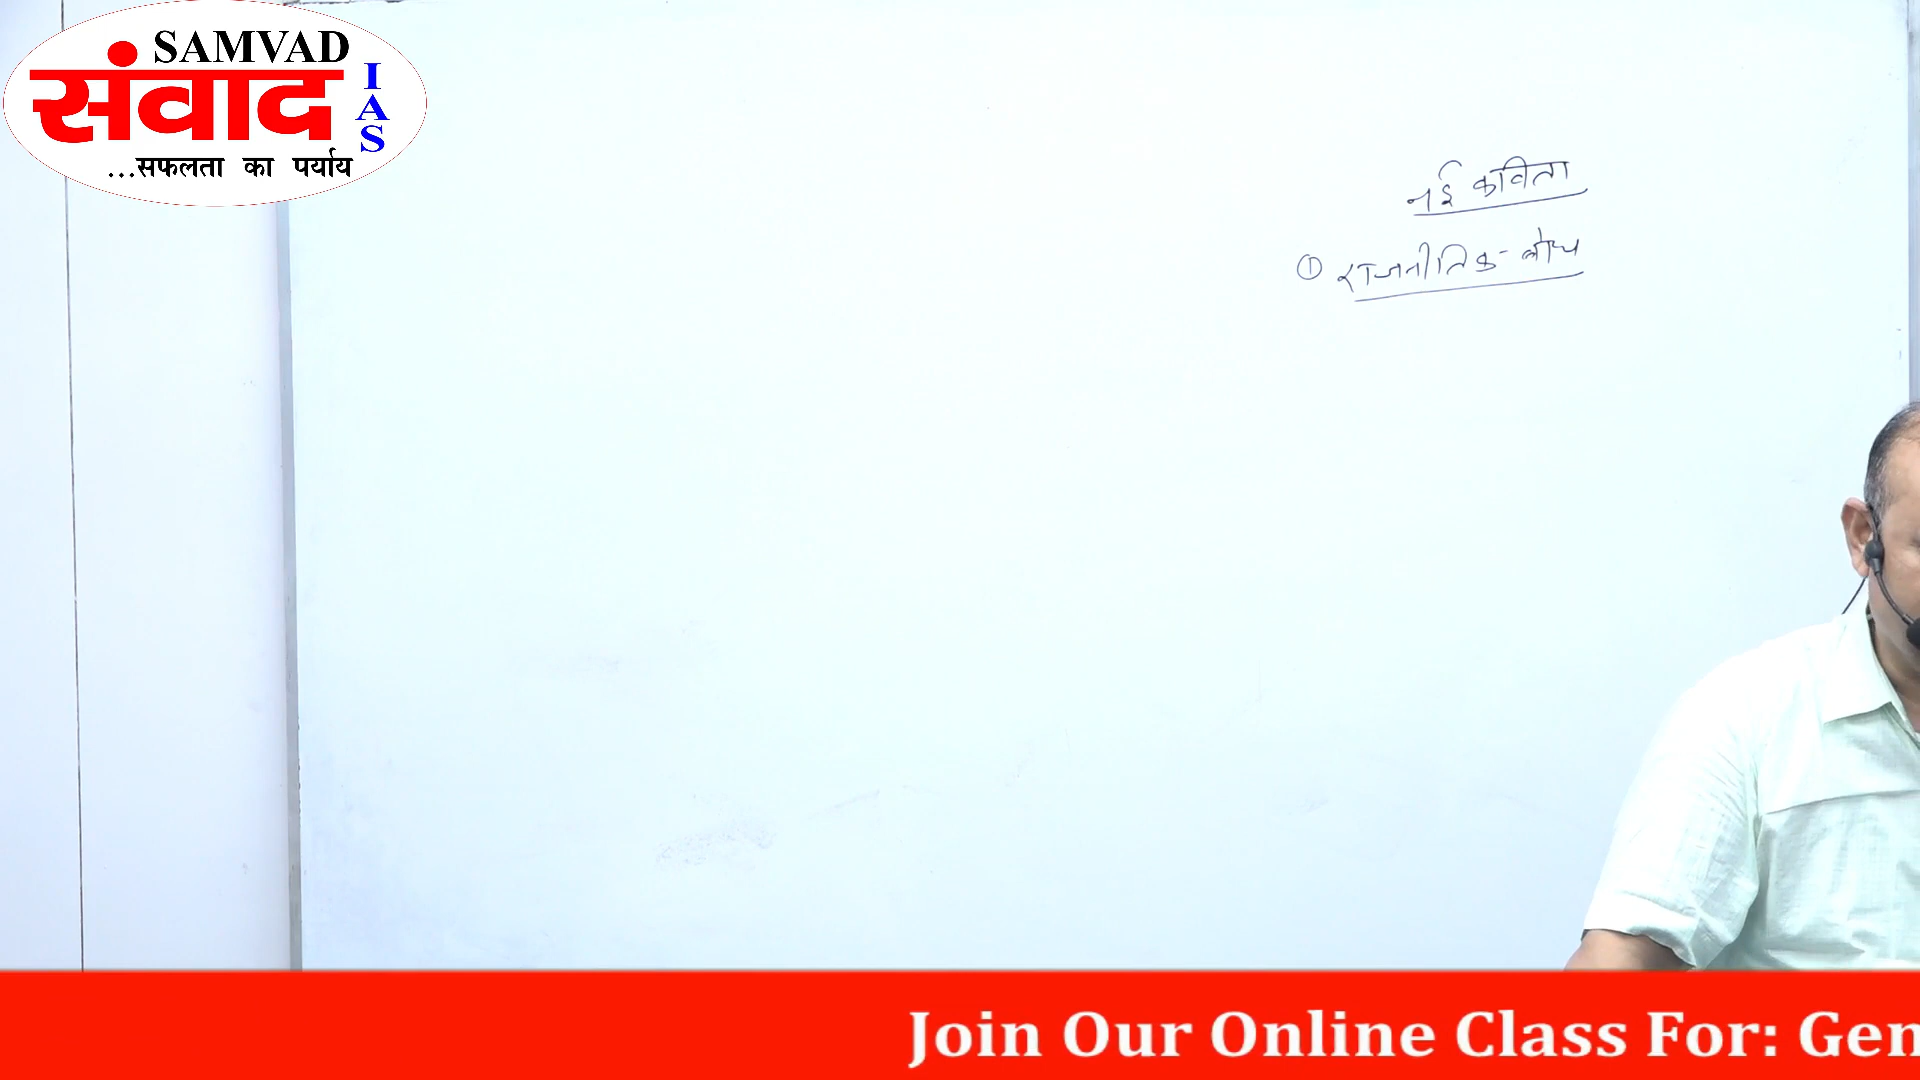 SAMVAD
संवाद
IAS
...सफलता का पर्याय
नई कविता
① राजनीतिक-बोध
Join Our Online Class For: Gen